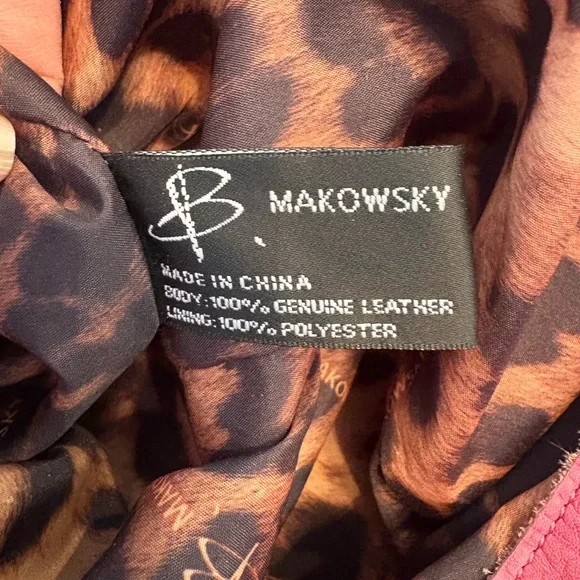 B. MAKOWSKY
MADE IN CHINA
BODY:100% GENUINE LEATHER
LINING:100% POLYESTER